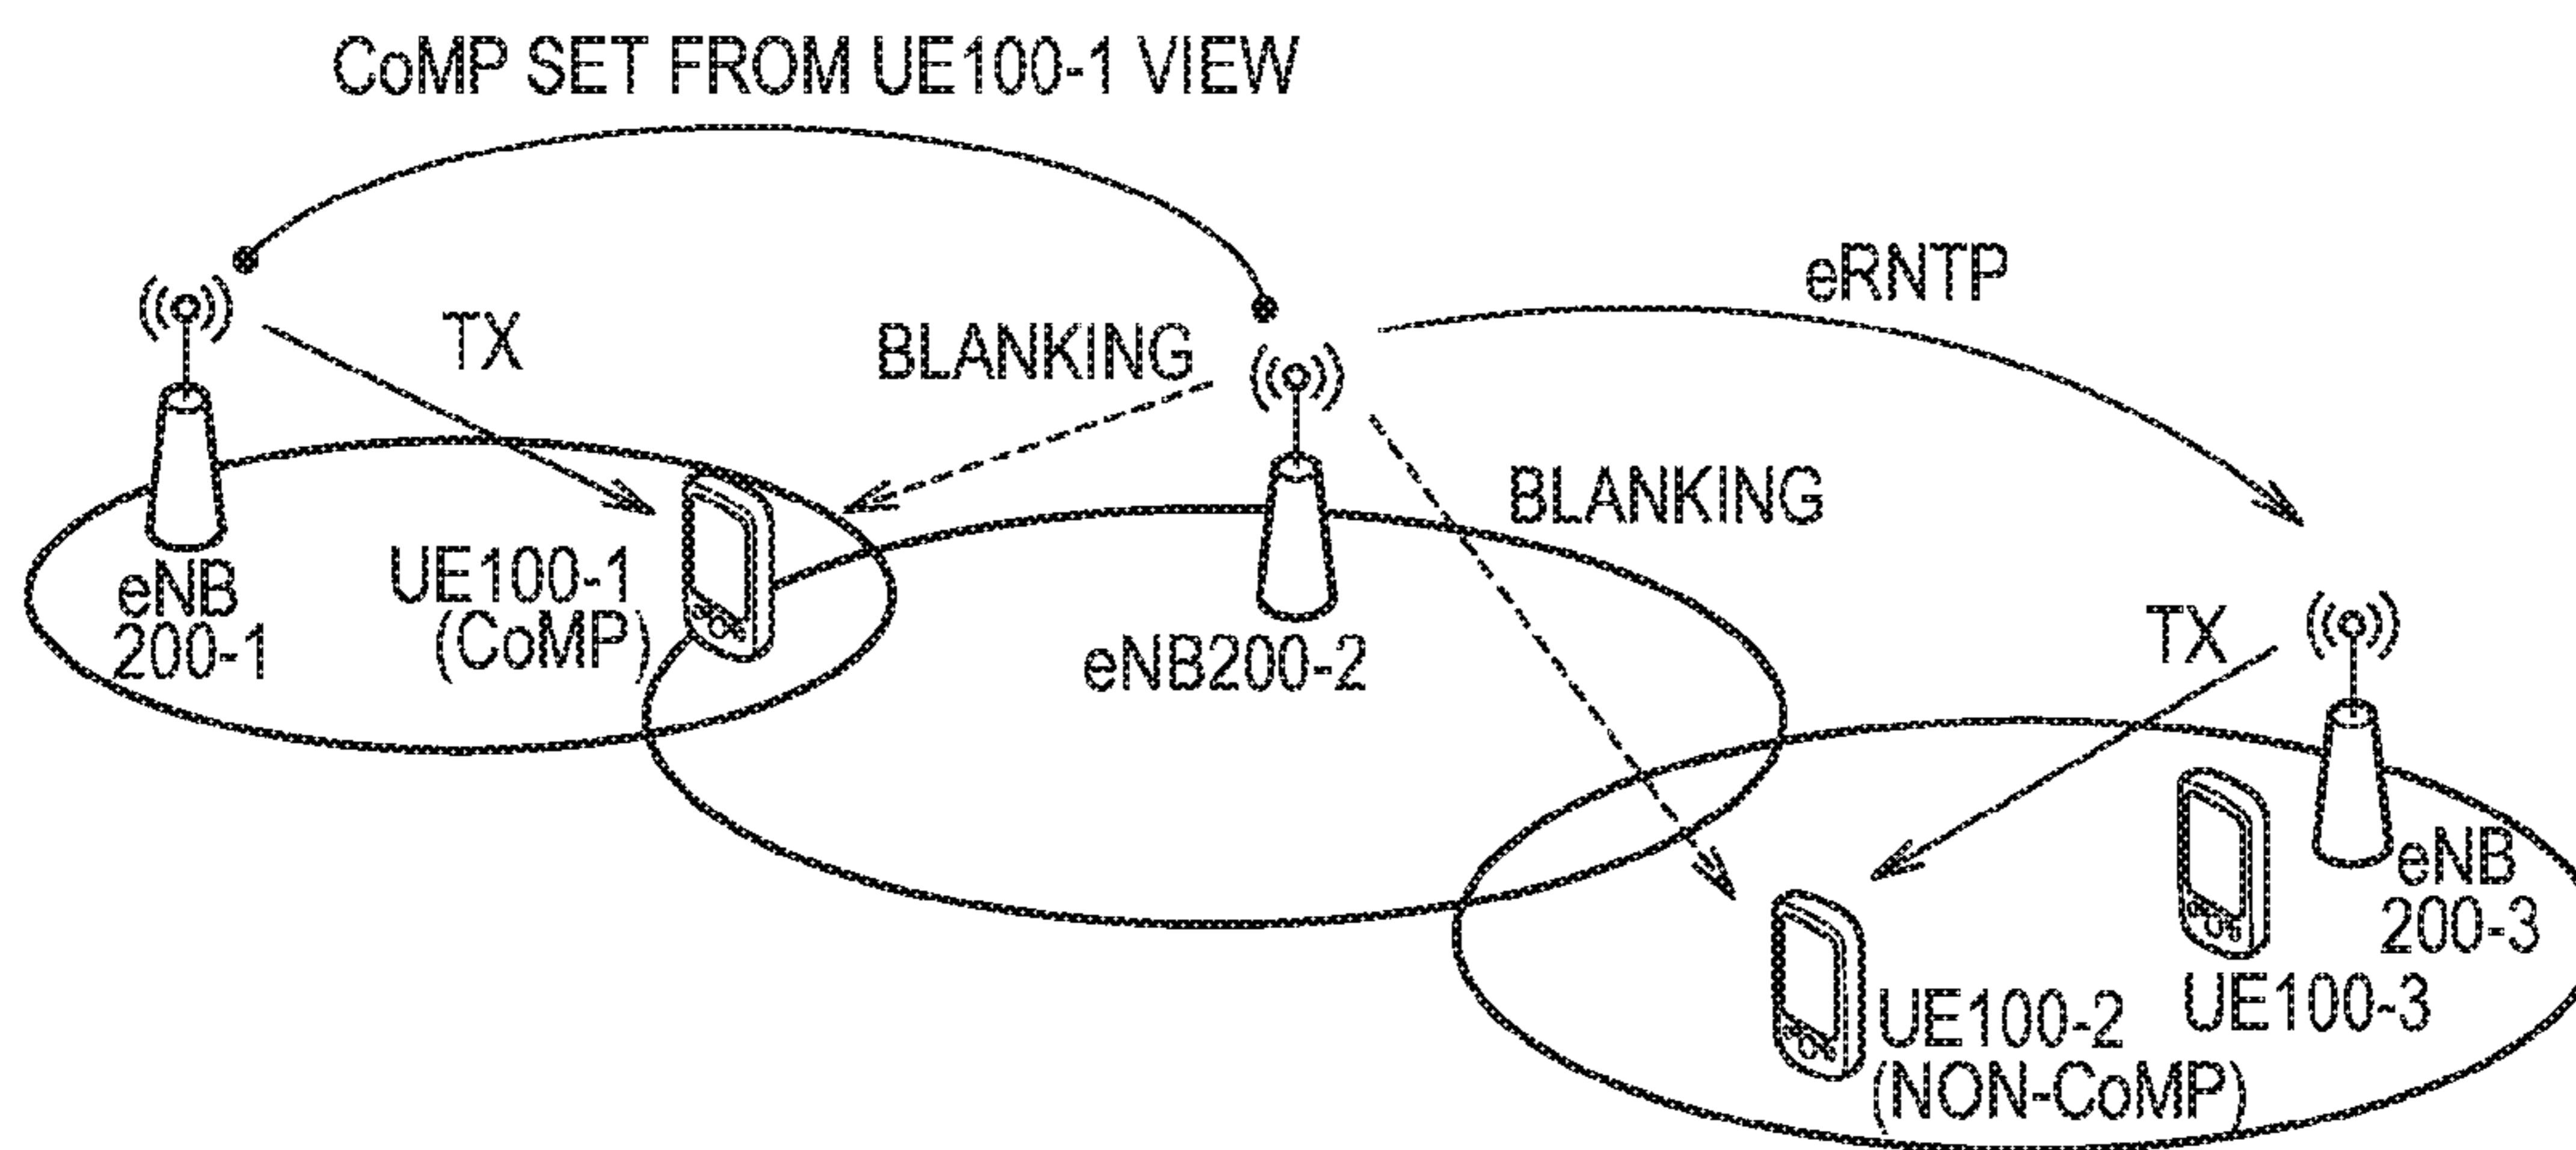 CoMP SET FROM UE100-1 VIEW
eRNTP
TX
BLANKING
BLANKING
eNB
200-1
UE100-1
(CoMP)
eNB200-2
TX
eNB
200-3
UE100-3
UE100-2
(NON-CoMP)